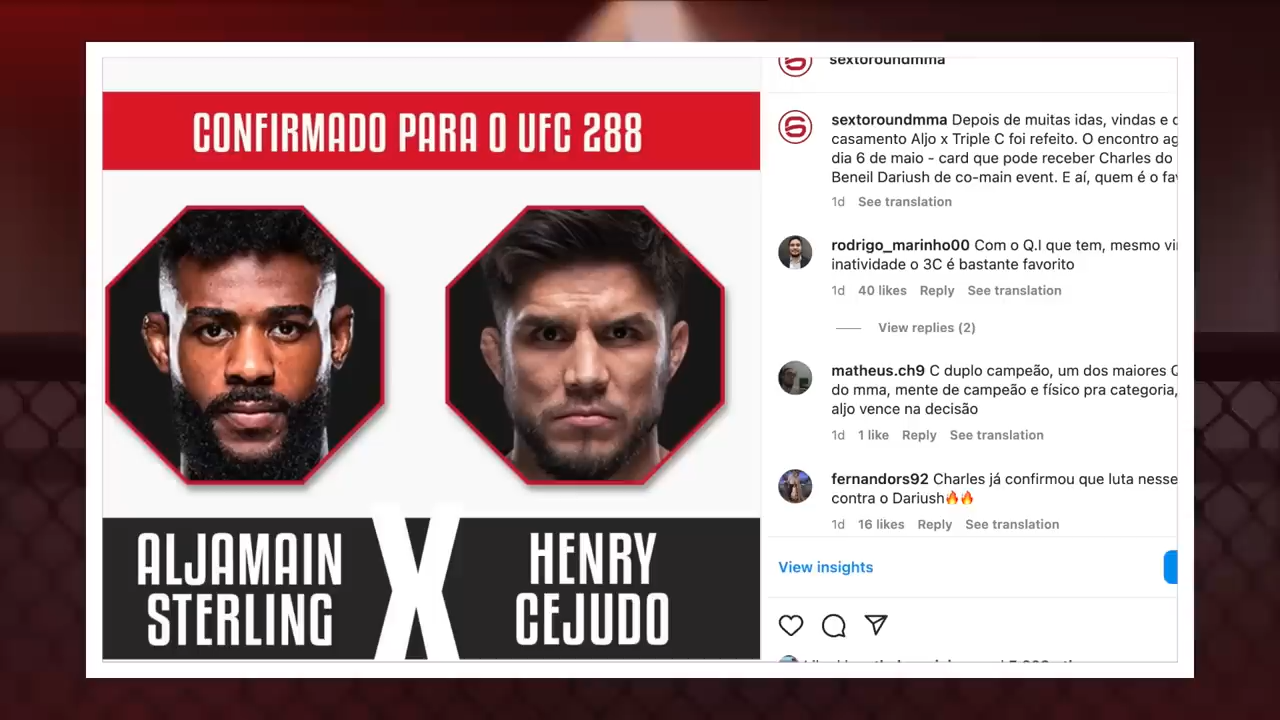 CONFIRMADO PARA O UFC 288
ALJAMAIN
STERLING
X
HENRY
CEJUDO
sextoroundmma
sextoroundmma Depois de muitas idas, vindas e
casamento Aljo x Triple C foi refeito. O encontro ag
dia 6 de maio - card que pode receber Charles do
Beneil Dariush de co-main event. E aí, quem é o fa
1d See translation
rodrigo_marinho00 Com o Q.I que tem, mesmo vi
inatividade o 3C é bastante favorito
1d 40 likes Reply See translation
View replies (2)
matheus.ch9 C duplo campeão, um dos maiores Q
do mma, mente de campeão e físico pra categoria,
aljo vence na decisão
1d 1 like Reply See translation
fernandors92 Charles já confirmou que luta nesse
contra o Dariush🔥🔥
1d 16 likes Reply See translation
View insights